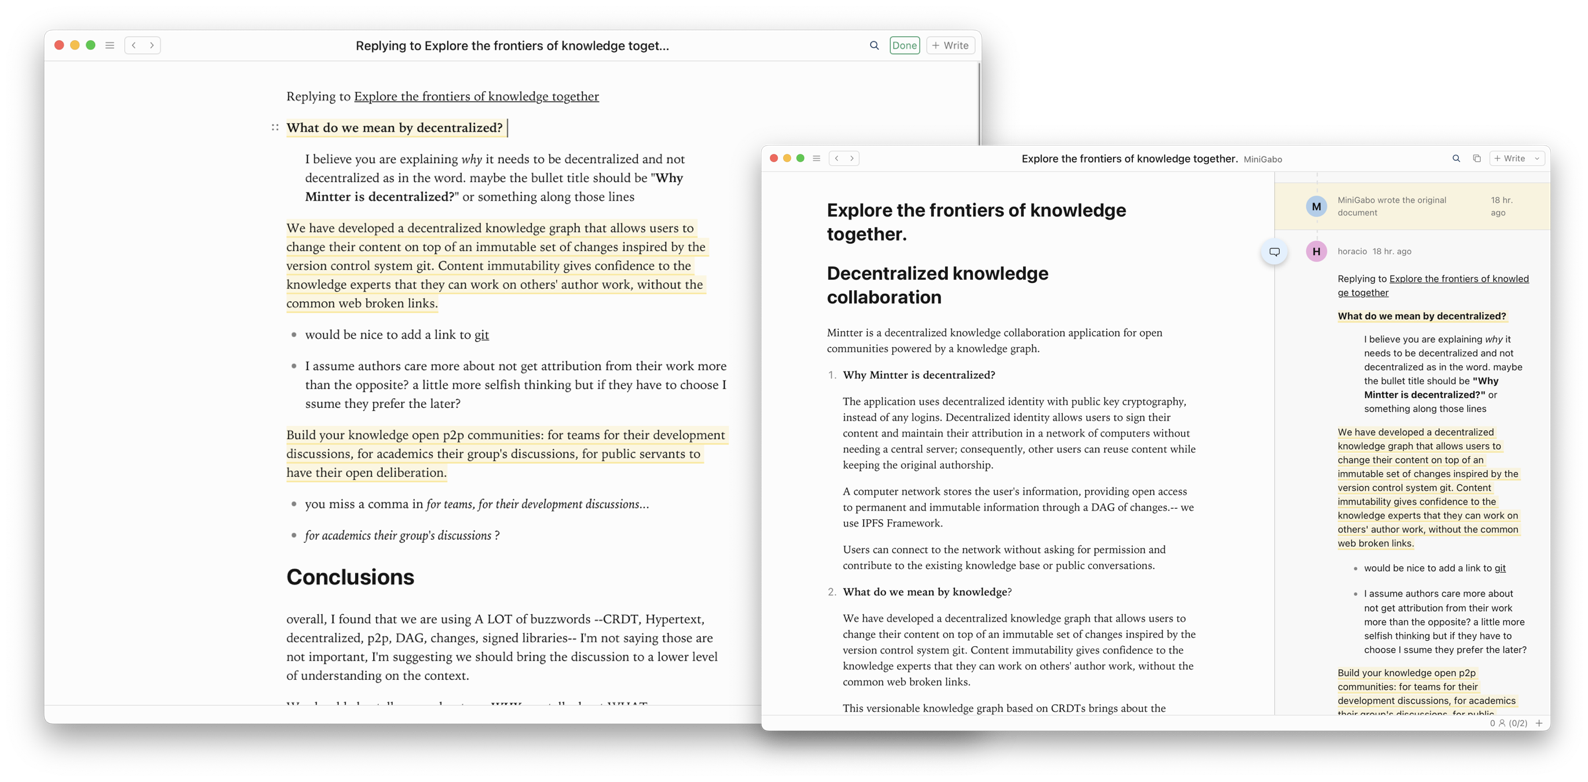 Replying to Explore the frontiers of knowledge toget...
Done
+ Write
Replying to Explore the frontiers of knowledge together
What do we mean by decentralized?
I believe you are explaining why it needs to be decentralized and not
decentralized as in the word. maybe the bullet title should be "Why
Mintter is decentralized?" or something along those lines
We have developed a decentralized knowledge graph that allows users to
change their content on top of an immutable set of changes inspired by the
version control system git. Content immutability gives confidence to the
knowledge experts that they can work on others' author work, without the
common web broken links.
• would be nice to add a link to git
• I assume authors care more about not get attribution from their work more
than the opposite? a little more selfish thinking but if they have to choose I
ssume they prefer the later?
Build your knowledge open p2p communities: for teams for their development
discussions, for academics their group's discussions, for public servants to
have their open deliberation.
• you miss a comma in for teams, for their development discussions...
• for academics their group's discussions ?
Conclusions
overall, I found that we are using A LOT of buzzwords --CRDT, Hypertext,
decentralized, p2p, DAG, changes, signed libraries-- I'm not saying those are
not important, I'm suggesting we should bring the discussion to a lower level
of understanding on the context.
Explore the frontiers of knowledge together. MiniGabo
+ Write
Explore the frontiers of knowledge
together.
Decentralized knowledge
collaboration
Mintter is a decentralized knowledge collaboration application for open
communities powered by a knowledge graph.
1. Why Mintter is decentralized?
The application uses decentralized identity with public key cryptography,
instead of any logins. Decentralized identity allows users to sign their
content and maintain their attribution in a network of computers without
needing a central server; consequently, other users can reuse content while
keeping the original authorship.
A computer network stores the user's information, providing open access
to permanent and immutable information through a DAG of changes.-- we
use IPFS Framework.
Users can connect to the network without asking for permission and
contribute to the existing knowledge base or public conversations.
2. What do we mean by knowledge?
We have developed a decentralized knowledge graph that allows users to
change their content on top of an immutable set of changes inspired by the
version control system git. Content immutability gives confidence to the
knowledge experts that they can work on others' author work, without the
common web broken links.
This versionable knowledge graph based on CRDTs brings about the
M
MiniGabo wrote the original
document
18 hr.
ago
H
horacio 18 hr. ago
Replying to Explore the frontiers of knowled
ge together
What do we mean by decentralized?
I believe you are explaining why it
needs to be decentralized and not
decentralized as in the word. maybe
the bullet title should be "Why
Mintter is decentralized?" or
something along those lines
We have developed a decentralized
knowledge graph that allows users to
change their content on top of an
immutable set of changes inspired by the
version control system git. Content
immutability gives confidence to the
knowledge experts that they can work on
others' author work, without the common
web broken links.
• would be nice to add a link to git
• I assume authors care more about
not get attribution from their work
more than the opposite? a little more
selfish thinking but if they have to
choose I ssume they prefer the later?
Build your knowledge open p2p
communities: for teams for their
development discussions, for academics
their group's discussions, for public
0 (0/2) +